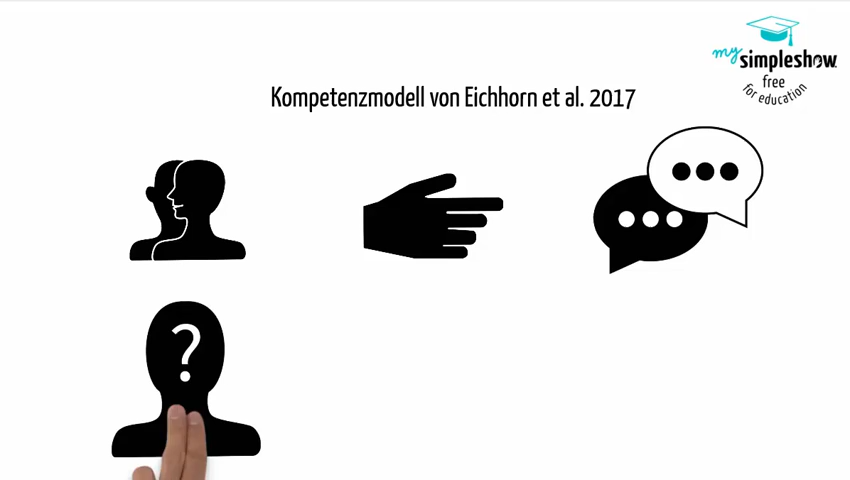 my
simpleshow
free
for education
Kompetenzmodell von Eichhorn et al. 2017
?